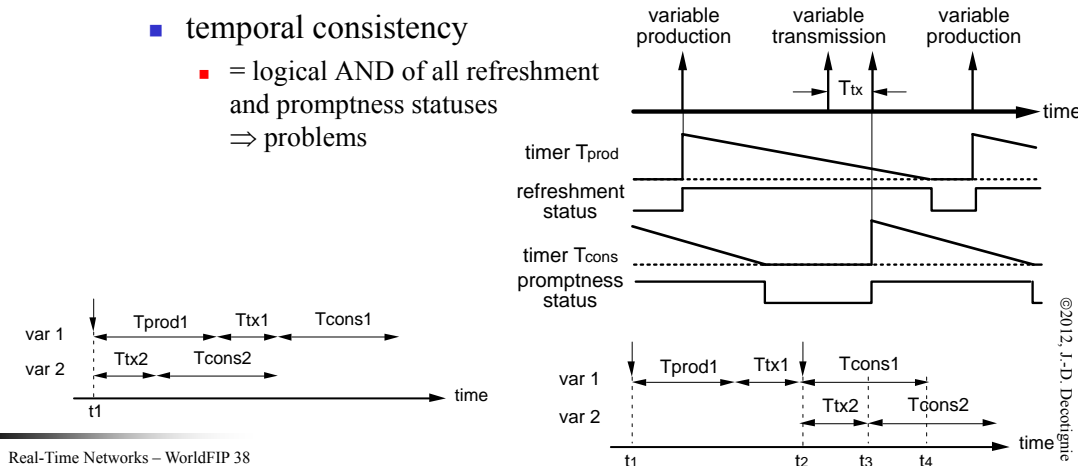 temporal consistency
= logical AND of all refreshment
and promptness statuses
⇒ problems
variable production
variable transmission
variable production
Ttx
time
timer Tprod
refreshment status
timer Tcons
promptness status
var 1 Tprod1 Ttx1 Tcons1
var 2 Ttx2 Tcons2
time
t1
var 1 Tprod1 Ttx1 Tcons1
var 2 Ttx2 Tcons2
time
t1 t2 t3 t4
©2012, J.-D. Decotignie
Real-Time Networks – WorldFIP 38